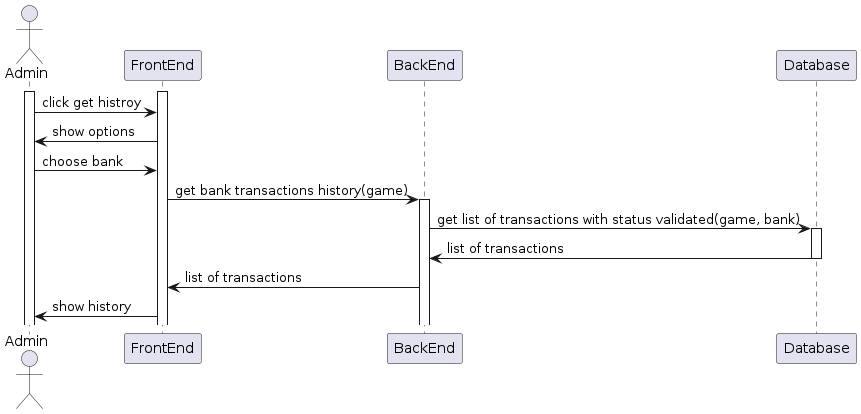 Admin
FrontEnd
BackEnd
Database
click get histroy
show options
choose bank
get bank transactions history(game)
get list of transactions with status validated(game, bank)
list of transactions
list of transactions
show history
Admin
FrontEnd
BackEnd
Database